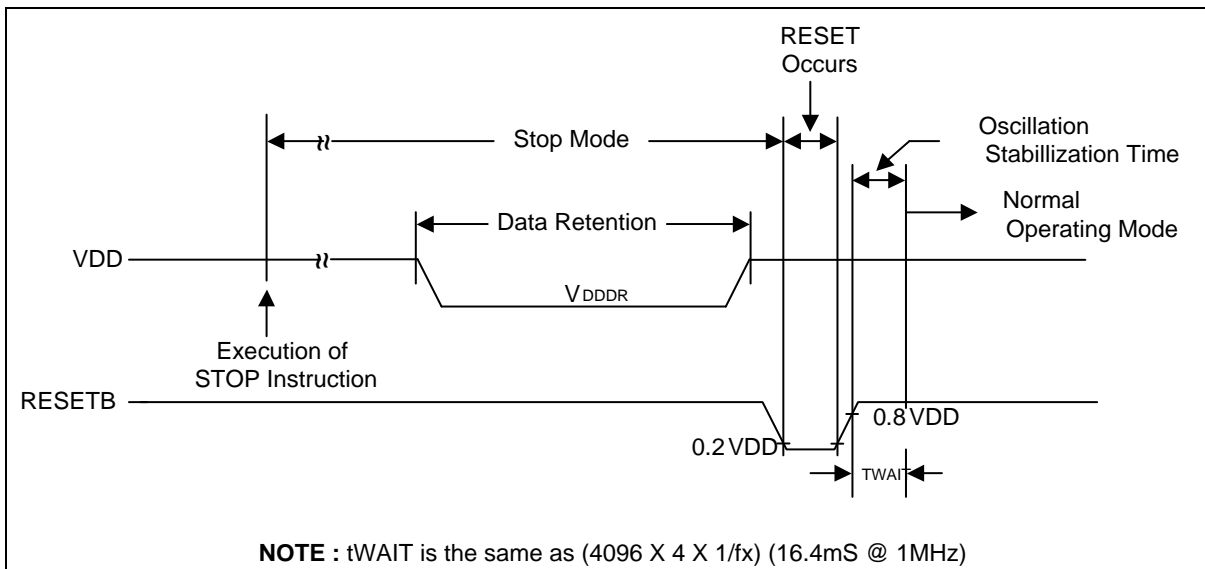 RESET
Occurs
Oscillation
Stabillization Time
Stop Mode
Normal
Operating Mode
Data Retention
VDD
VDDDR
Execution of
STOP Instruction
RESETB
0.8 VDD
0.2 VDD
TWAIT
NOTE : tWAIT is the same as (4096 X 4 X 1/fx) (16.4mS @ 1MHz)